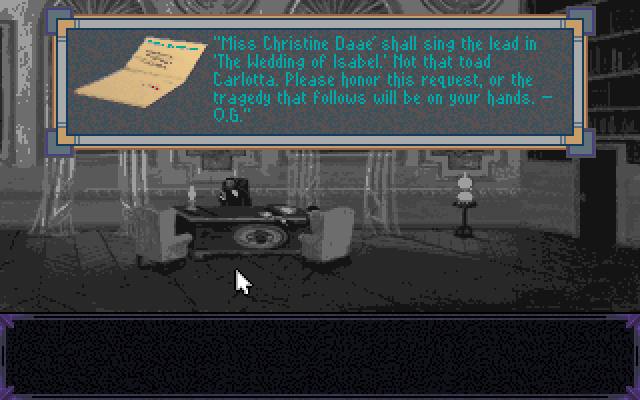 "Miss Christine Daaé shall sing the lead in
'The Wedding of Isabel.' Not that toad
Carlotta. Please honor this request, or the
tragedy that follows will be on your hands. –
O.G."